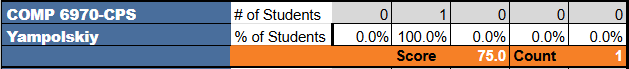 COMP 6970-CPS # of Students 0 1 0 0 0
Yampolskiy % of Students 0.0% 100.0% 0.0% 0.0% 0.0%
Score 75.0 Count 1